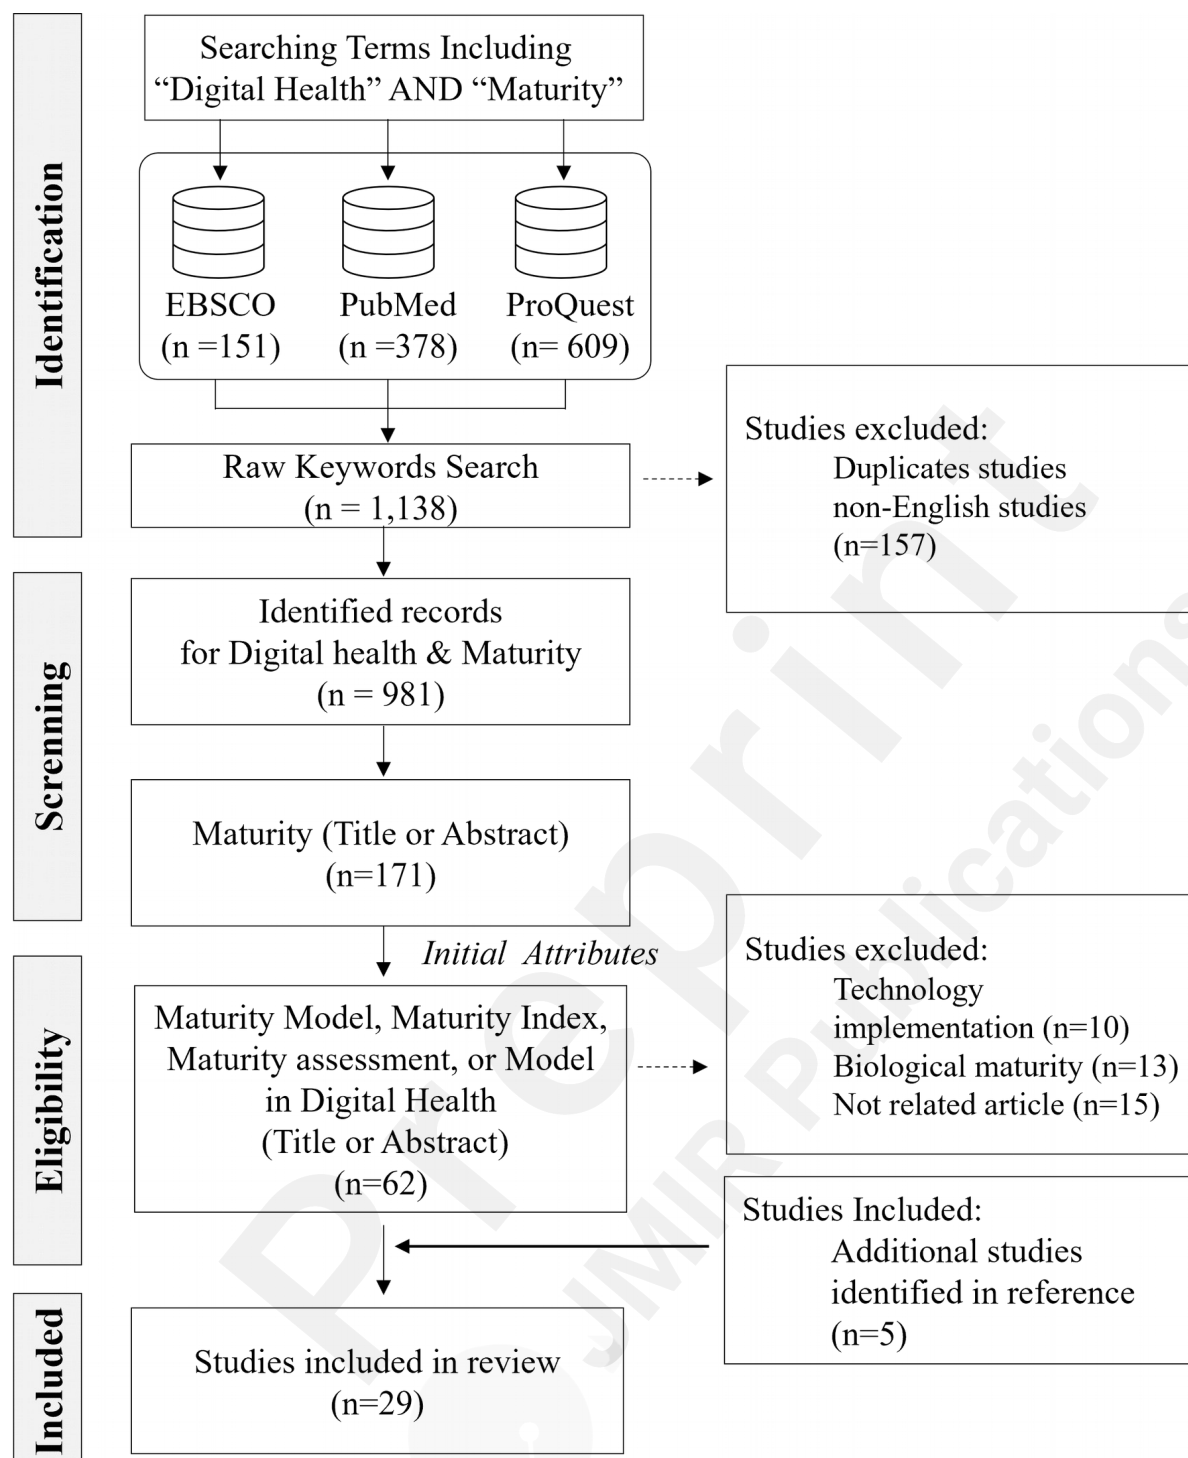 Identification
Searching Terms Including
“Digital Health” AND “Maturity”
EBSCO
(n =151)
PubMed
(n =378)
ProQuest
(n= 609)
Raw Keywords Search
(n = 1,138)
Studies excluded:
Duplicates studies
non-English studies
(n=157)
Screnning
Identified records
for Digital health & Maturity
(n = 981)
Maturity (Title or Abstract)
(n=171)
Initial Attributes
Eligibility
Maturity Model, Maturity Index,
Maturity assessment, or Model
in Digital Health
(Title or Abstract)
(n=62)
Studies excluded:
Technology
implementation (n=10)
Biological maturity (n=13)
Not related article (n=15)
Studies Included:
Additional studies
identified in reference
(n=5)
Included
Studies included in review
(n=29)
Preprint
JMIR Publications